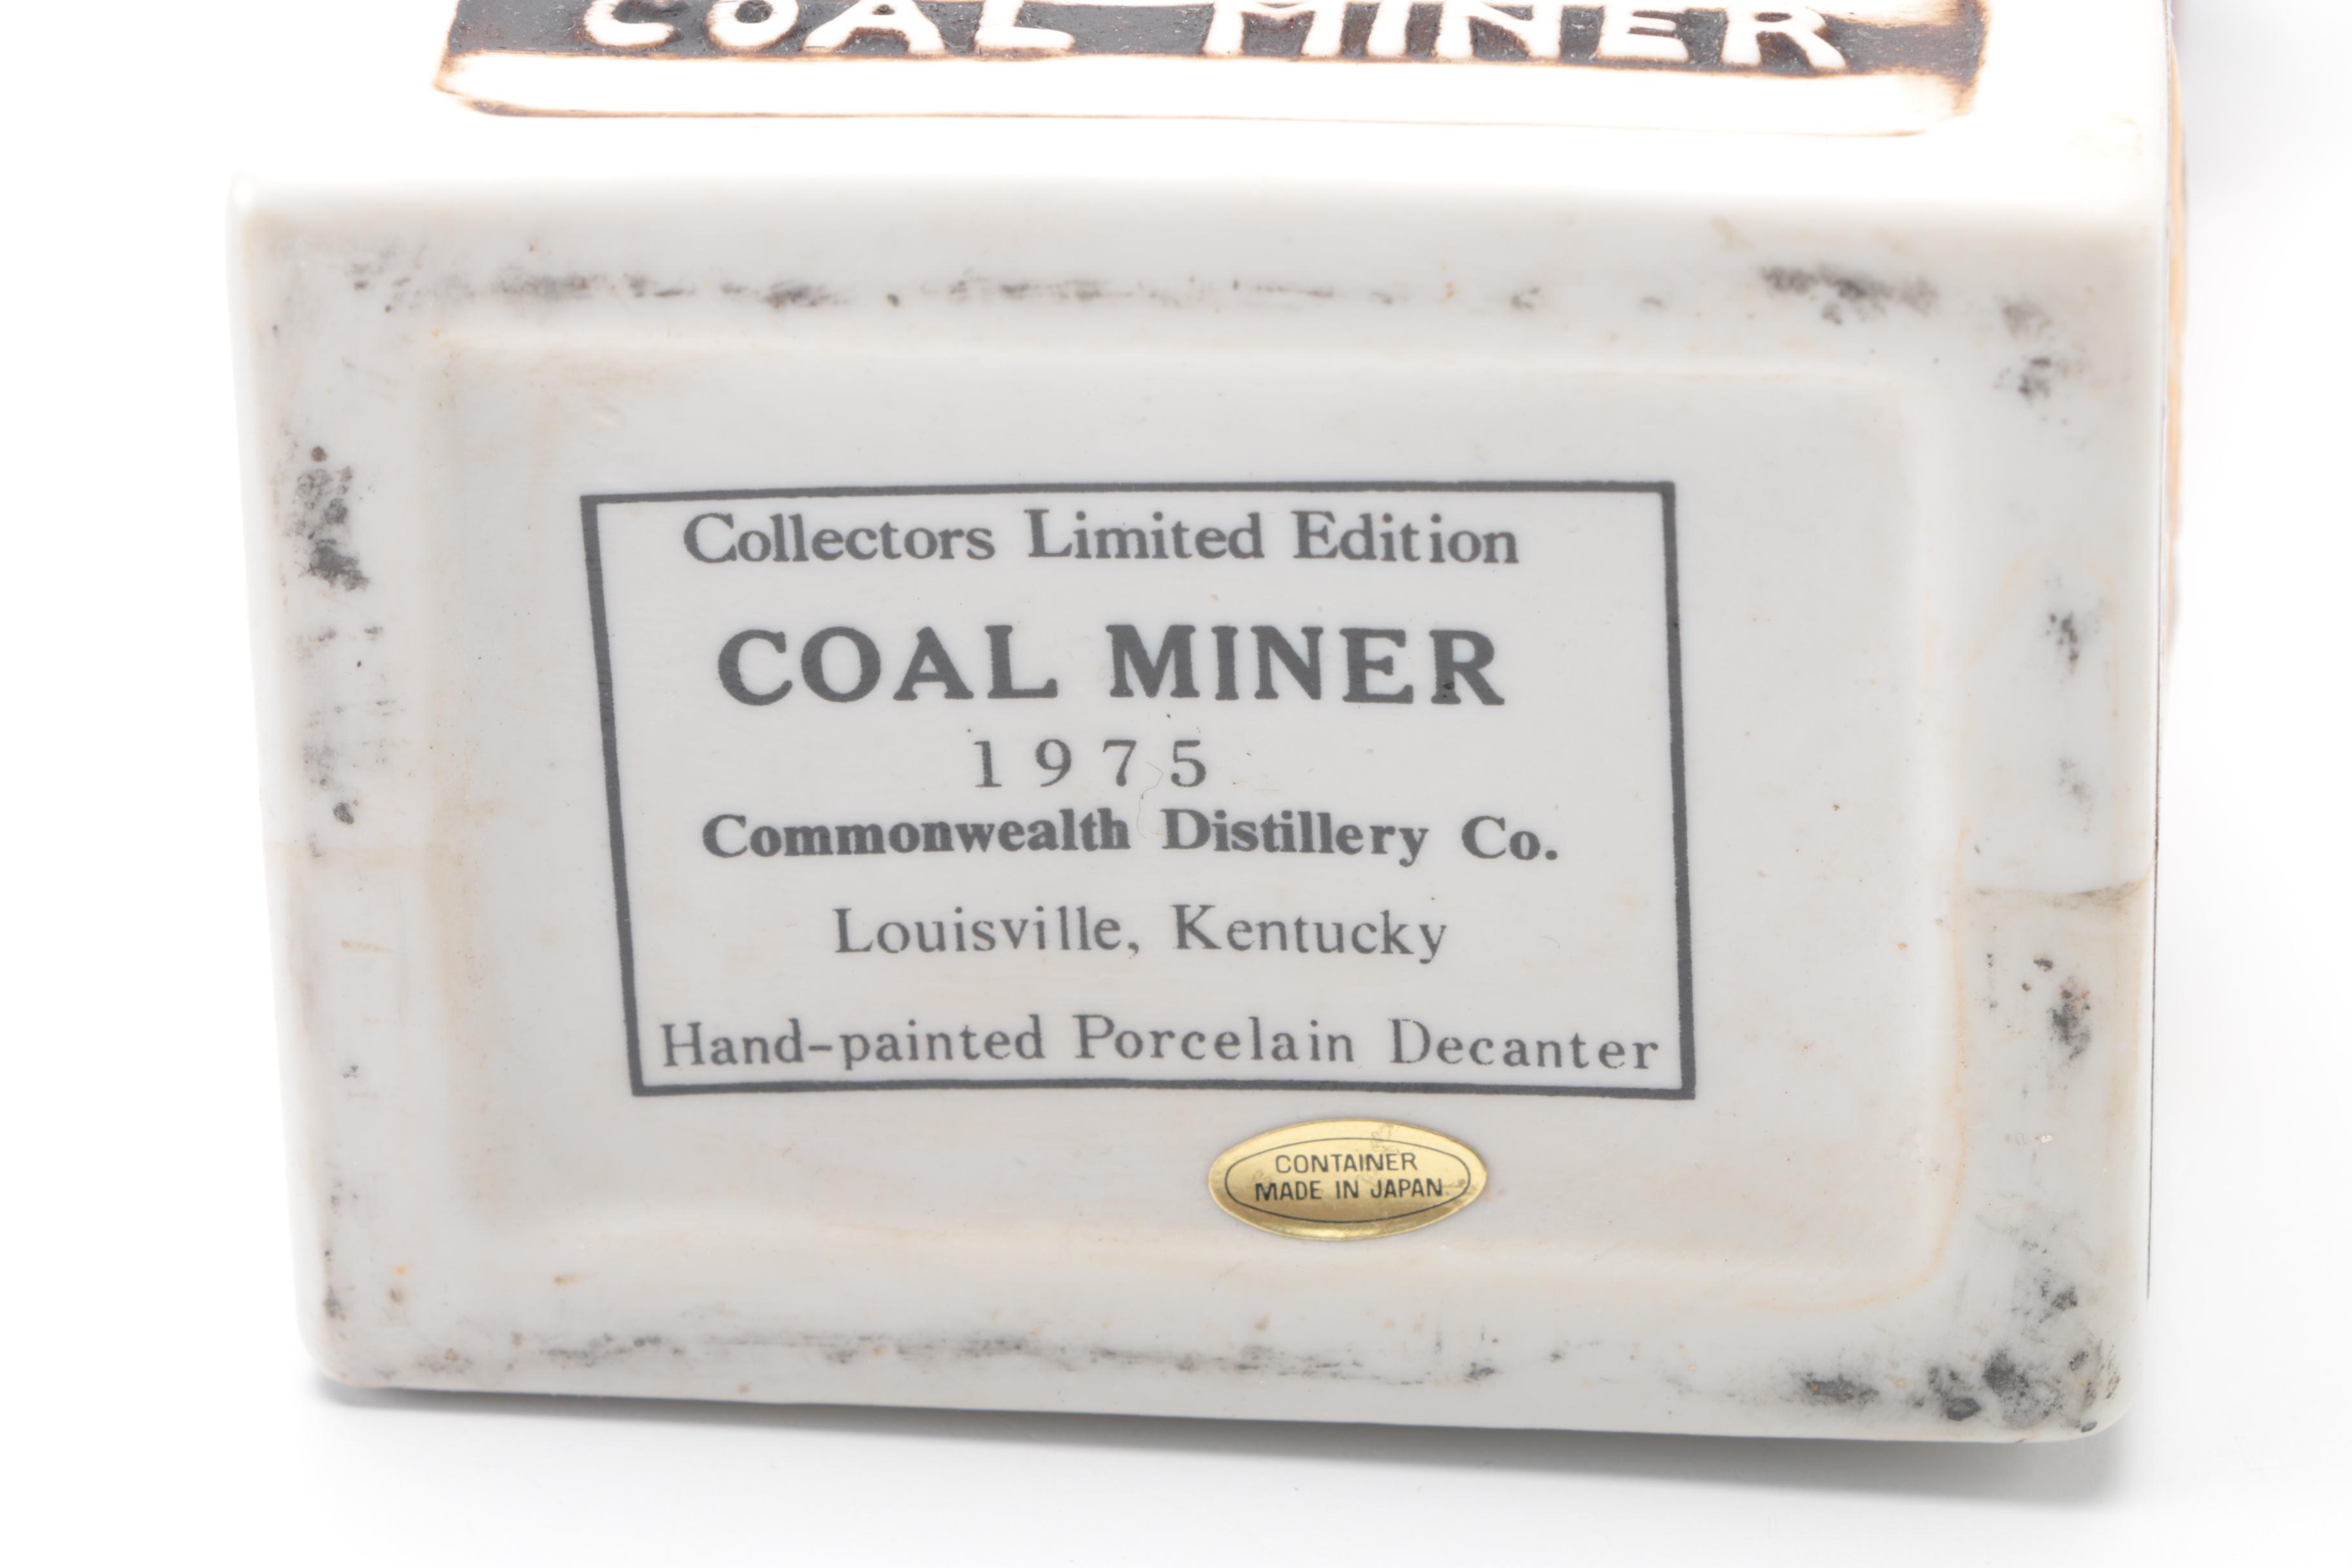 COAL MINER
Collectors Limited Edition
COAL MINER
1975
Commonwealth Distillery Co.
Louisville, Kentucky
Hand-painted Porcelain Decanter
CONTAINER
MADE IN JAPAN